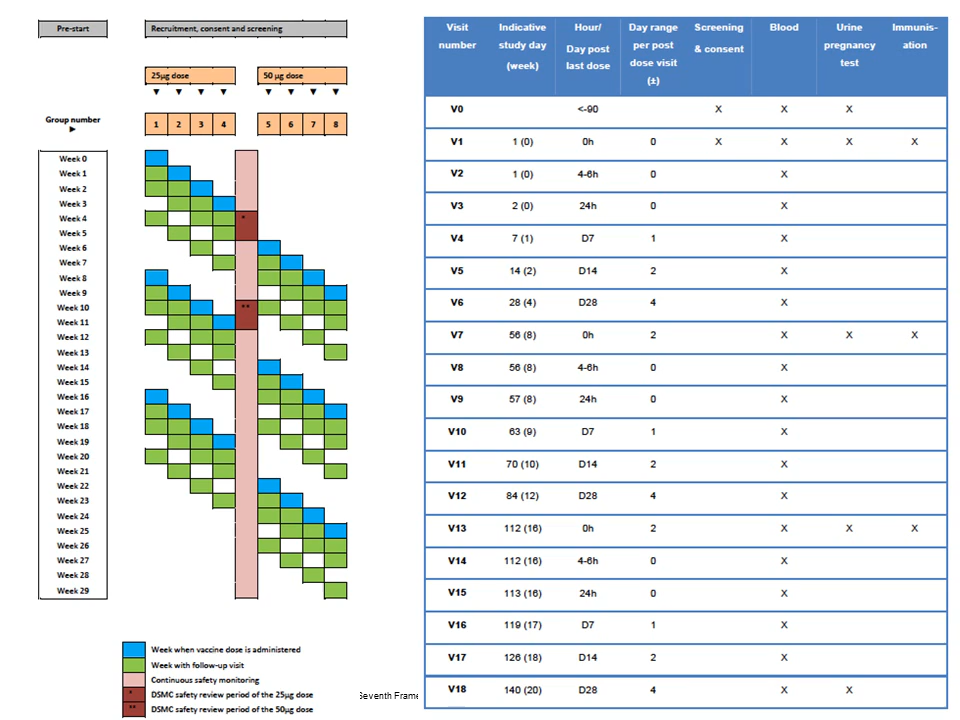 Pre-start Recruitment, consent and screening
25µg dose 50 µg dose
▼ ▼ ▼ ▼ ▼ ▼ ▼ ▼
Group number
►
1 2 3 4 5 6 7 8
Week 0
Week 1
Week 2
Week 3
Week 4 *
Week 5
Week 6
Week 7
Week 8
Week 9
Week 10 **
Week 11
Week 12
Week 13
Week 14
Week 15
Week 16
Week 17
Week 18
Week 19
Week 20
Week 21
Week 22
Week 23
Week 24
Week 25
Week 26
Week 27
Week 28
Week 29
Week when vaccine dose is administered
Week with follow-up visit
Continuous safety monitoring
* DSMC safety review period of the 25µg dose
** DSMC safety review period of the 50µg dose
Seventh Frame
Visit Indicative Hour/ Day range Screening Blood Urine Immunis-
number study day Day post per post & consent pregnancy ation
(week) last dose dose visit test
(±)
V0 <-90 X X X
V1 1 (0) 0h 0 X X X X
V2 1 (0) 4-6h 0 X
V3 2 (0) 24h 0 X
V4 7 (1) D7 1 X
V5 14 (2) D14 2 X
V6 28 (4) D28 4 X
V7 56 (8) 0h 2 X X X
V8 56 (8) 4-6h 0 X
V9 57 (8) 24h 0 X
V10 63 (9) D7 1 X
V11 70 (10) D14 2 X
V12 84 (12) D28 4 X
V13 112 (16) 0h 2 X X X
V14 112 (16) 4-6h 0 X
V15 113 (16) 24h 0 X
V16 119 (17) D7 1 X
V17 126 (18) D14 2 X
V18 140 (20) D28 4 X X